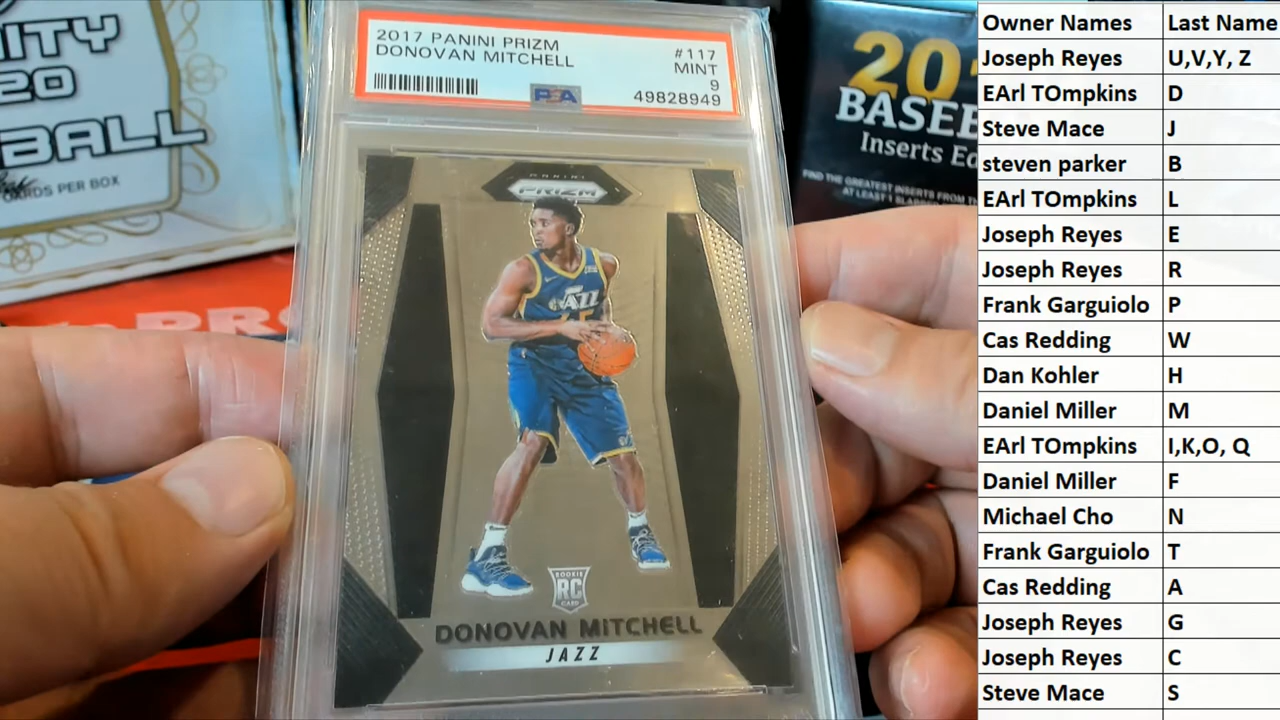 ITY
20
BALL
CARDS PER BOX
PRO
2017 PANINI PRIZM
DONOVAN MITCHELL
#117
MINT
9
49828949
PSA
PANINI
PRIZM
JAZZ
ROOKIE
RC
CARD
DONOVAN MITCHELL
JAZZ
20
BASEB
Inserts Ed
FIND THE GREATEST INSERTS FROM
AT LEAST 1
Owner Names Last Name
Joseph Reyes U,V,Y, Z
EArl TOmpkins D
Steve Mace J
steven parker B
EArl TOmpkins L
Joseph Reyes E
Joseph Reyes R
Frank Garguiolo P
Cas Redding W
Dan Kohler H
Daniel Miller M
EArl TOmpkins I,K,O, Q
Daniel Miller F
Michael Cho N
Frank Garguiolo T
Cas Redding A
Joseph Reyes G
Joseph Reyes C
Steve Mace S